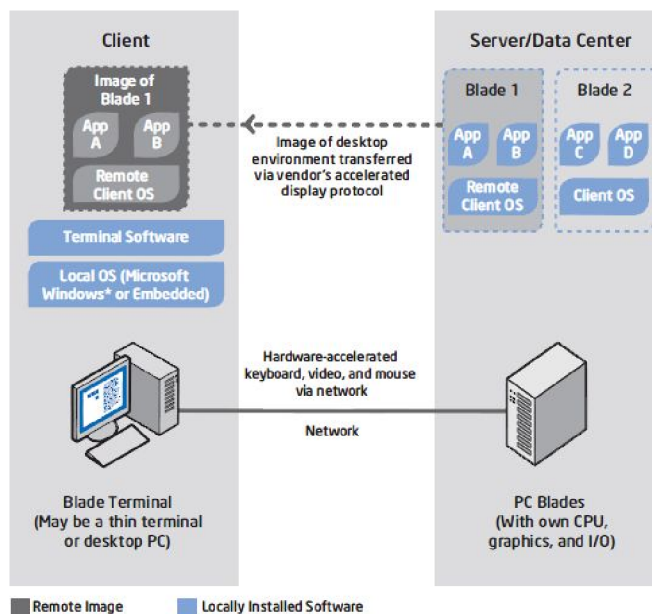 Client
Image of
Blade 1
App
A
App
B
Remote
Client OS
Terminal Software
Local OS (Microsoft
Windows* or Embedded)
Image of desktop
environment transferred
via vendor's accelerated
display protocol
Server/Data Center
Blade 1
App
A
App
B
Remote
Client OS
Blade 2
App
C
App
D
Client OS
Hardware-accelerated
keyboard, video, and mouse
via network
Network
Blade Terminal
(May be a thin terminal
or desktop PC)
PC Blades
(With own CPU,
graphics, and I/O)
Remote Image
Locally Installed Software